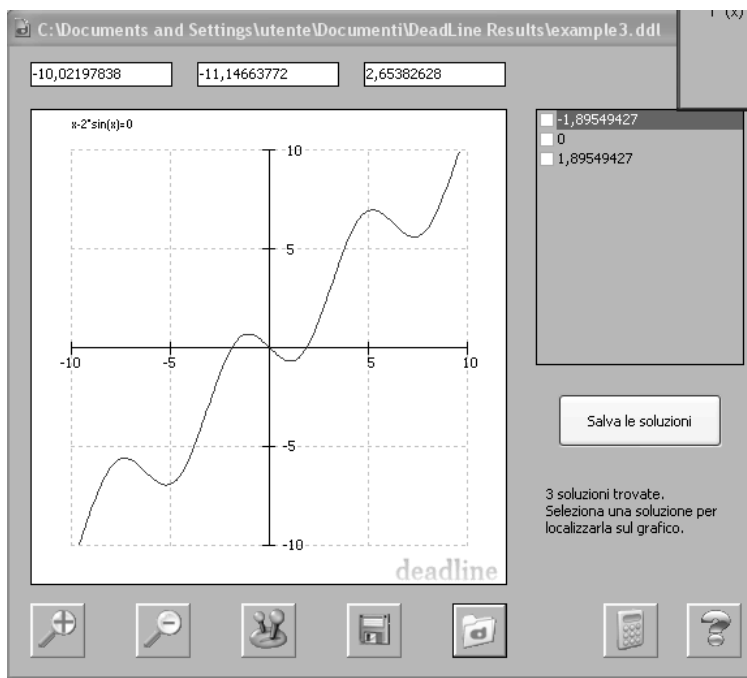 C:\Documents and Settings\utente\Documenti\DeadLine Results\example3.ddl
-10,02197838
-11,14663772
2,65382628
x-2*sin(x)=0
10
5
-10
-5
5
10
-5
-10
deadline
-1,89549427
0
1,89549427
Salva le soluzioni
3 soluzioni trovate.
Seleziona una soluzione per
localizzarla sul grafico.